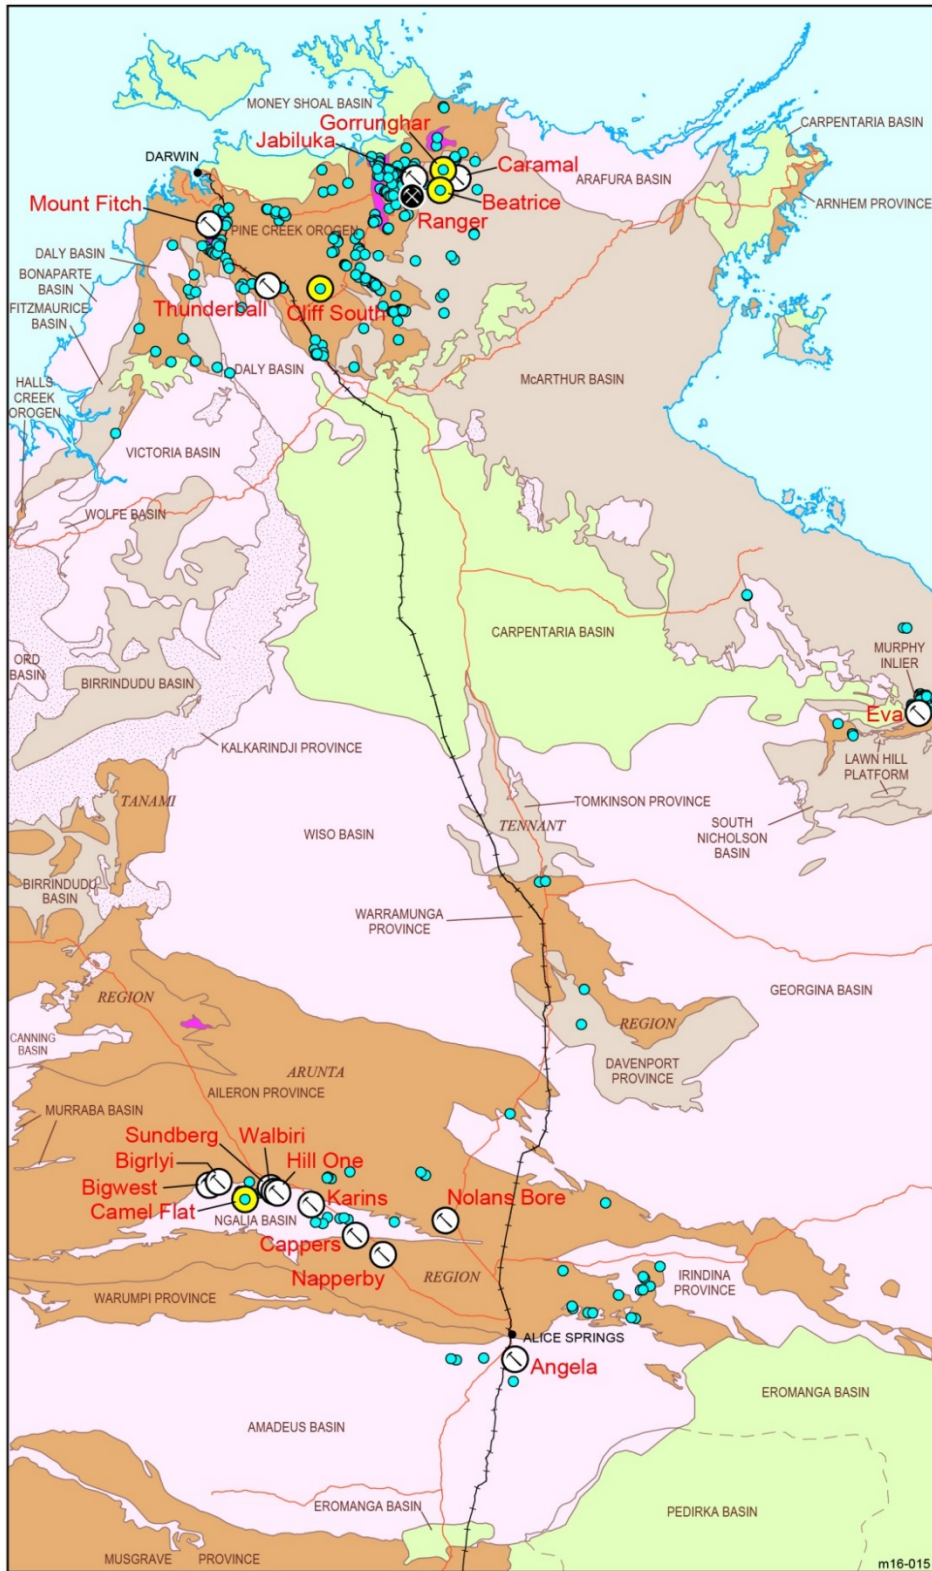 MONEY SHOAL BASIN
Gorrunghar
Jabiluka
CARPENTARIA BASIN
DARWIN
Caramal
ARAFURA BASIN
Mount Fitch
Beatrice
ARNHEM PROVINCE
Ranger
PINE CREEK OROGEN
DALY BASIN
BONAPARTE
BASIN
FITZMAURICE
BASIN
Thunderball
Cliff South
DALY BASIN
McARTHUR BASIN
HALLS
CREEK
OROGEN
VICTORIA BASIN
WOLFE BASIN
CARPENTARIA BASIN
MURPHY
INLIER
ORD
BASIN
BIRRINDUDU BASIN
Eva
KALKARINDJI PROVINCE
LAWN HILL
PLATFORM
TANAMI
TOMKINSON PROVINCE
WISO BASIN
TENNANT
SOUTH
NICHOLSON
BASIN
BIRRINDUDU
BASIN
WARRAMUNGA
PROVINCE
REGION
GEORGINA BASIN
REGION
CANNING
BASIN
ARUNTA
DAVENPORT
PROVINCE
AILERON PROVINCE
MURRABA BASIN
Sundberg
Walbiri
Bigrlyi
Hill One
Bigwest
Karins
Nolans Bore
Camel Flat
NGALIA BASIN
Cappers
Napperby
REGION
IRINDINA
PROVINCE
WARUMPI PROVINCE
ALICE SPRINGS
Angela
EROMANGA BASIN
AMADEUS BASIN
EROMANGA BASIN
PEDIRKA BASIN
MUSGRAVE PROVINCE
m16-015